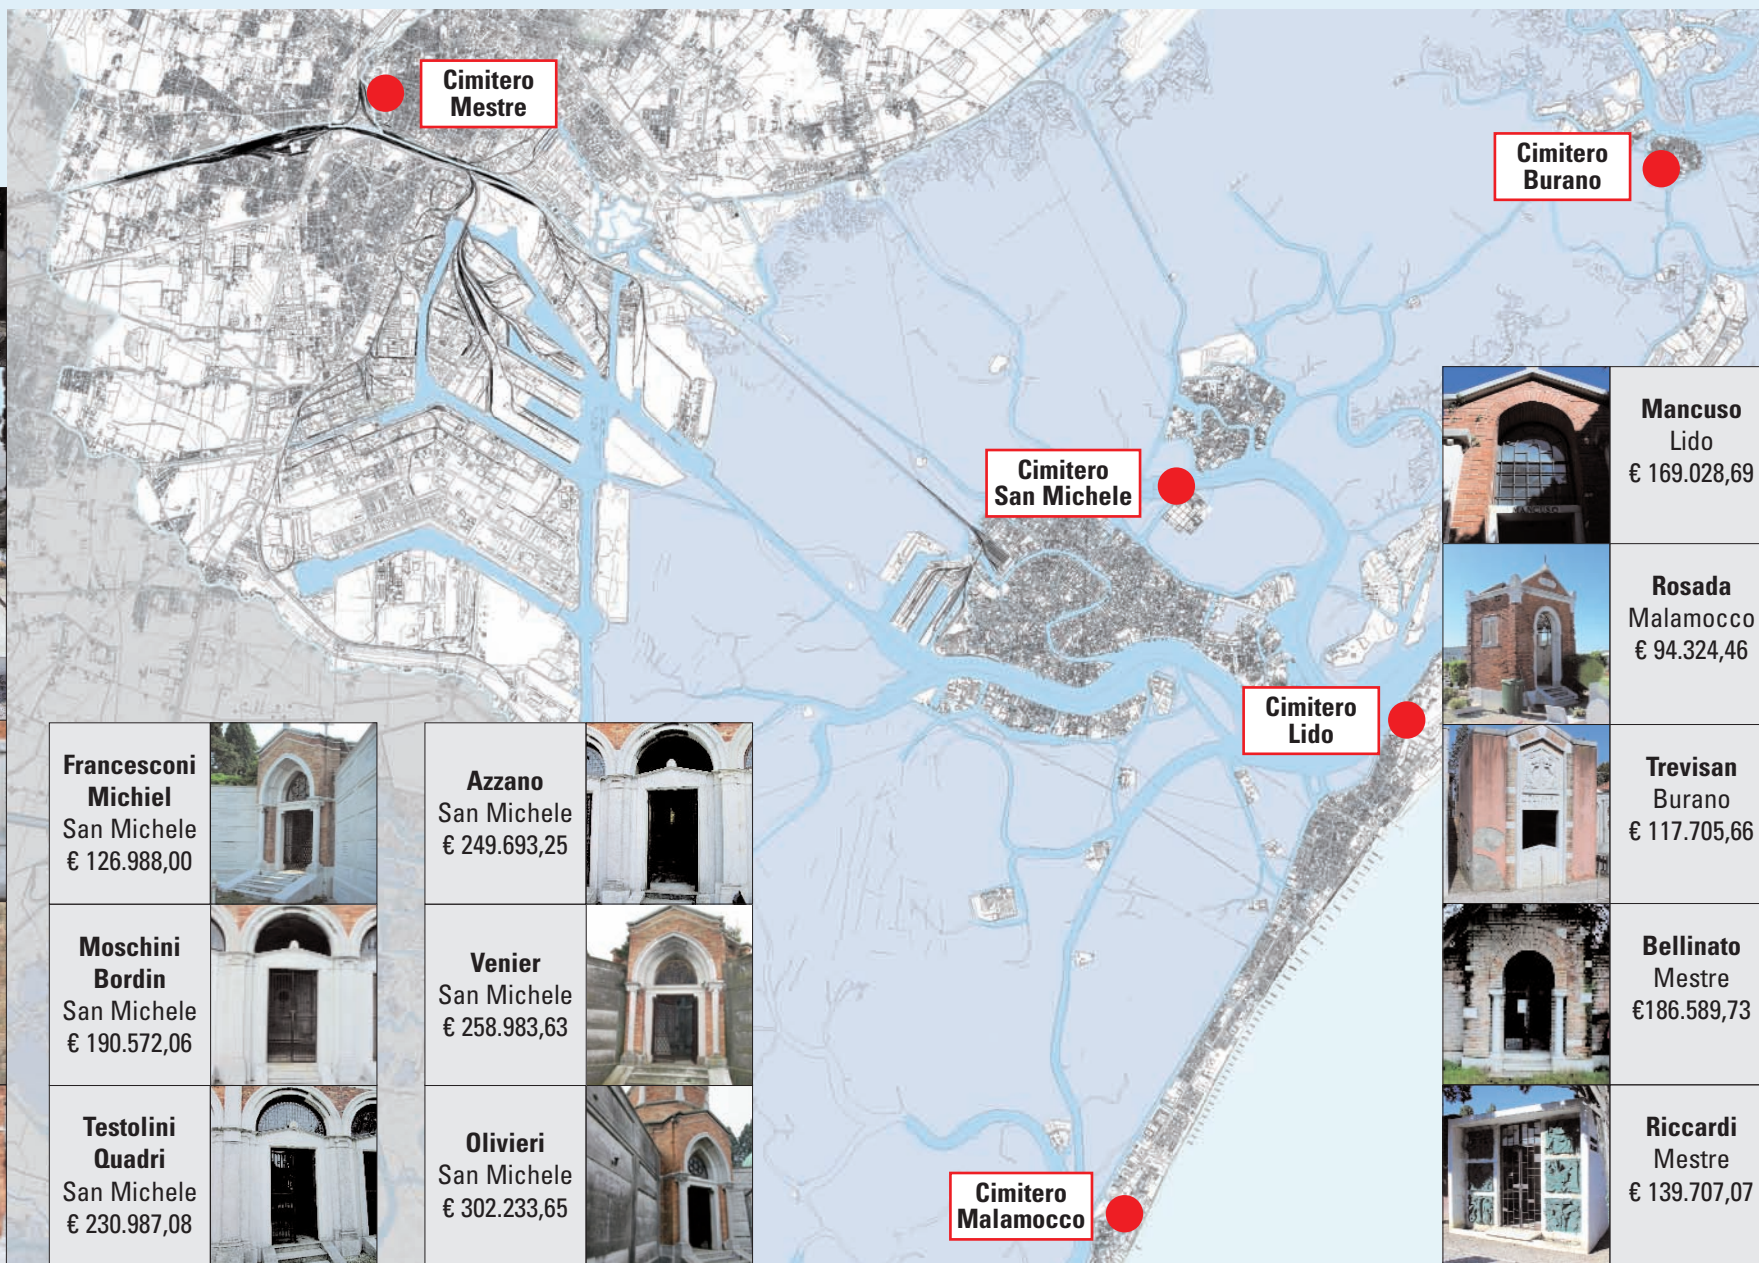 Cimitero
Mestre
Cimitero
Burano
Cimitero
San Michele
Cimitero
Lido
Cimitero
Malamocco
Francesconi
Michiel
San Michele
€ 126.988,00
Moschini
Bordin
San Michele
€ 190.572,06
Testolini
Quadri
San Michele
€ 230.987,08
Azzano
San Michele
€ 249.693,25
Venier
San Michele
€ 258.983,63
Olivieri
San Michele
€ 302.233,65
MANCUSO
Mancuso
Lido
€ 169.028,69
Rosada
Malamocco
€ 94.324,46
Trevisan
Burano
€ 117.705,66
Bellinato
Mestre
€186.589,73
Riccardi
Mestre
€ 139.707,07